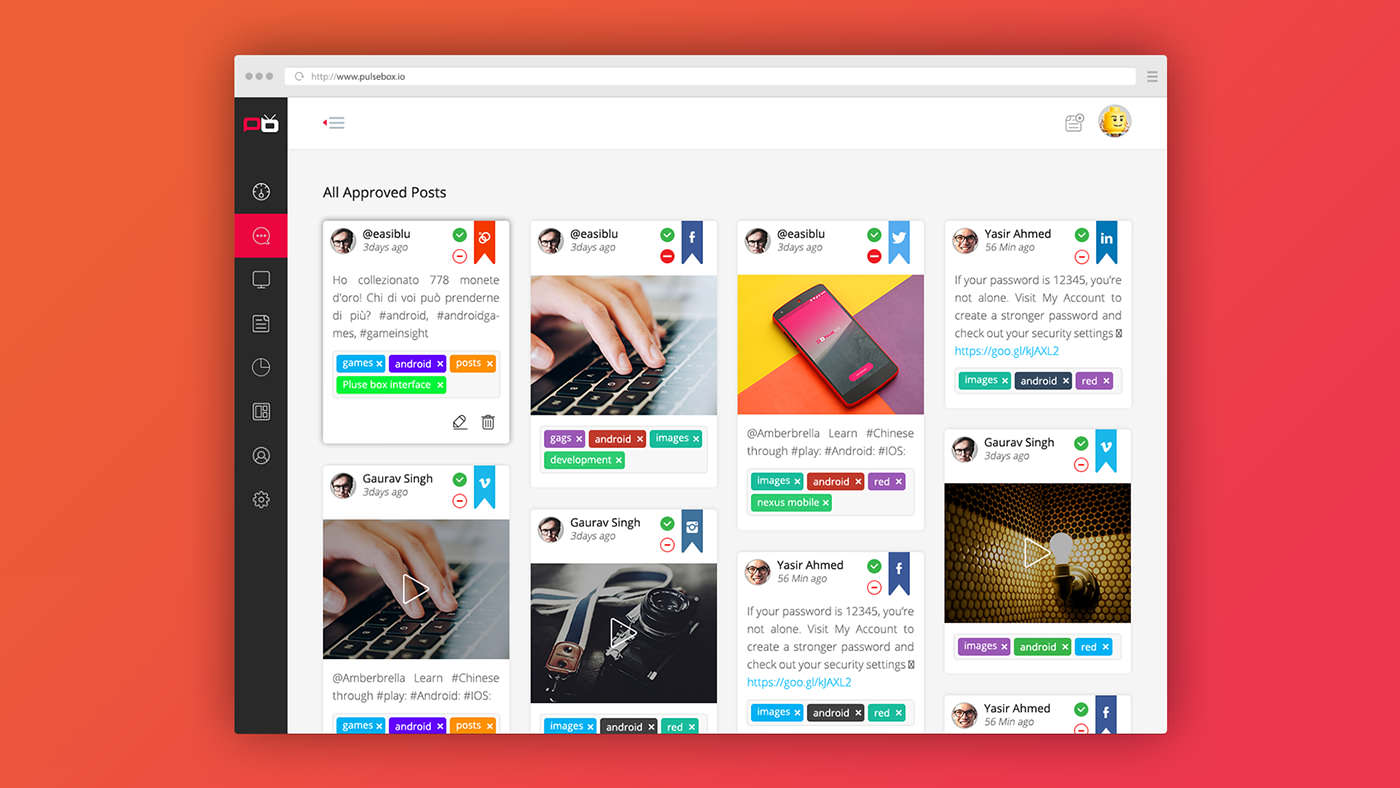 http://www.pulsebox.io
All Approved Posts
@easiblu
3days ago
Ho collezionato 778 monete
d'oro! Chi di voi può prenderne
di più? #android, #androidga-
mes, #gameinsight
games ×
android ×
posts ×
Pluse box interface ×
Gaurav Singh
3days ago
@Amberbrella Learn #Chinese
through #play: #Android: #IOS:
games ×
android ×
posts ×
@easiblu
3days ago
gags ×
android ×
images ×
development ×
Gaurav Singh
3days ago
images ×
android ×
red ×
@easiblu
3days ago
@Amberbrella Learn #Chinese
through #play: #Android: #IOS:
images ×
android ×
red ×
nexus mobile ×
Yasir Ahmed
56 Min ago
If your password is 12345, you're
not alone. Visit My Account to
create a stronger password and
check out your security settings
https://goo.gl/kJAXL2
images ×
android ×
red ×
Yasir Ahmed
56 Min ago
If your password is 12345, you're
not alone. Visit My Account to
create a stronger password and
check out your security settings
https://goo.gl/kJAXL2
images ×
android ×
red ×
Gaurav Singh
3days ago
images ×
android ×
red ×
Yasir Ahmed
56 Min ago